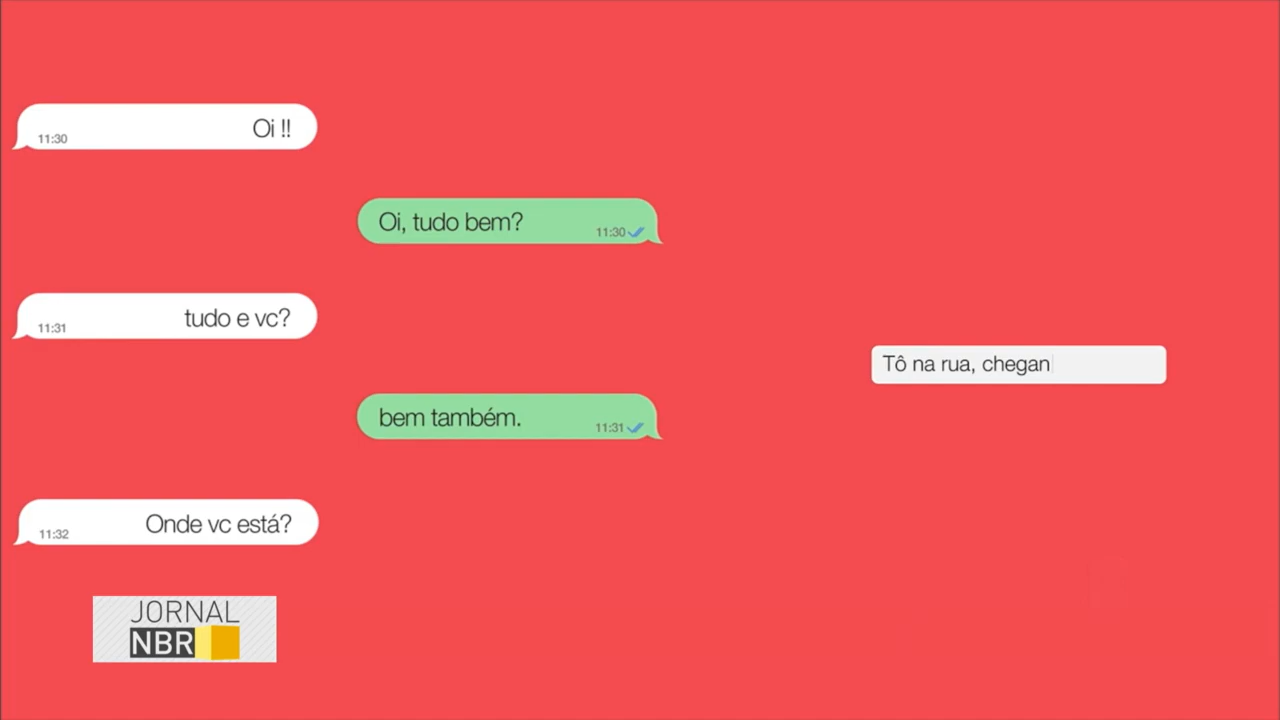 Oi !!
11:30
Oi, tudo bem?
11:30
tudo e vc?
11:31
Tô na rua, chegan
bem também.
11:31
Onde vc está?
11:32
JORNAL
NBR